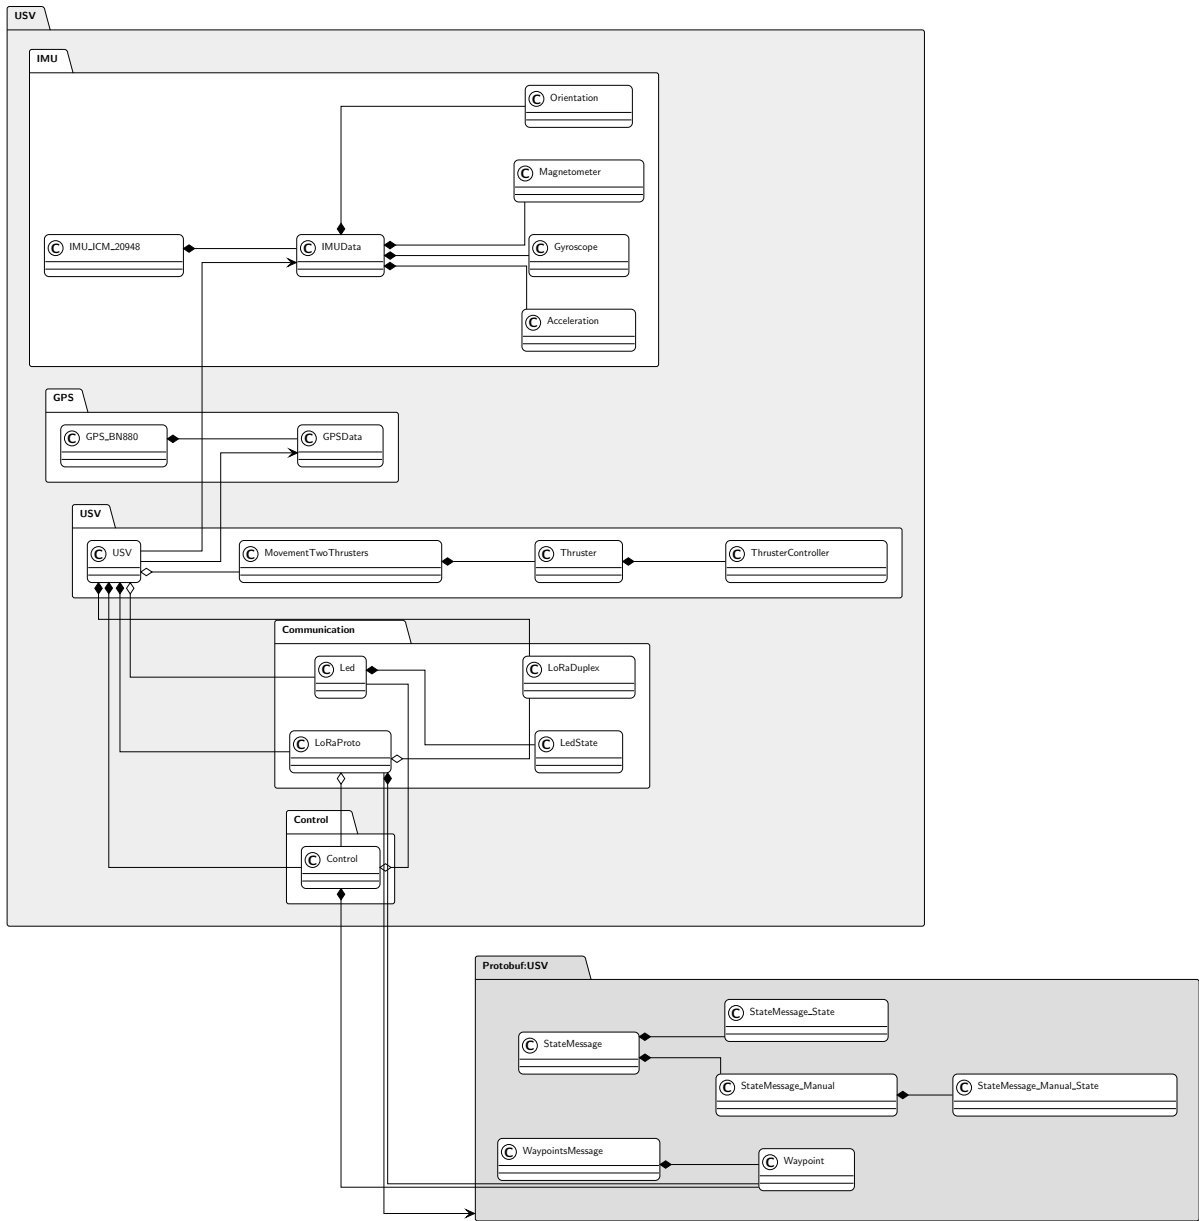 USV
IMU
C Orientation
C Magnetometer
C IMU_ICM_20948
C IMUData
C Gyroscope
C Acceleration
GPS
C GPS_BN880
C GPSData
USV
C USV
C MovementTwoThrusters
C Thruster
C ThrusterController
Communication
C Led
C LoRaDuplex
C LoRaProto
C LedState
Control
C Control
Protobuf:USV
C StateMessage_State
C StateMessage
C StateMessage_Manual
C StateMessage_Manual_State
C WaypointsMessage
C Waypoint